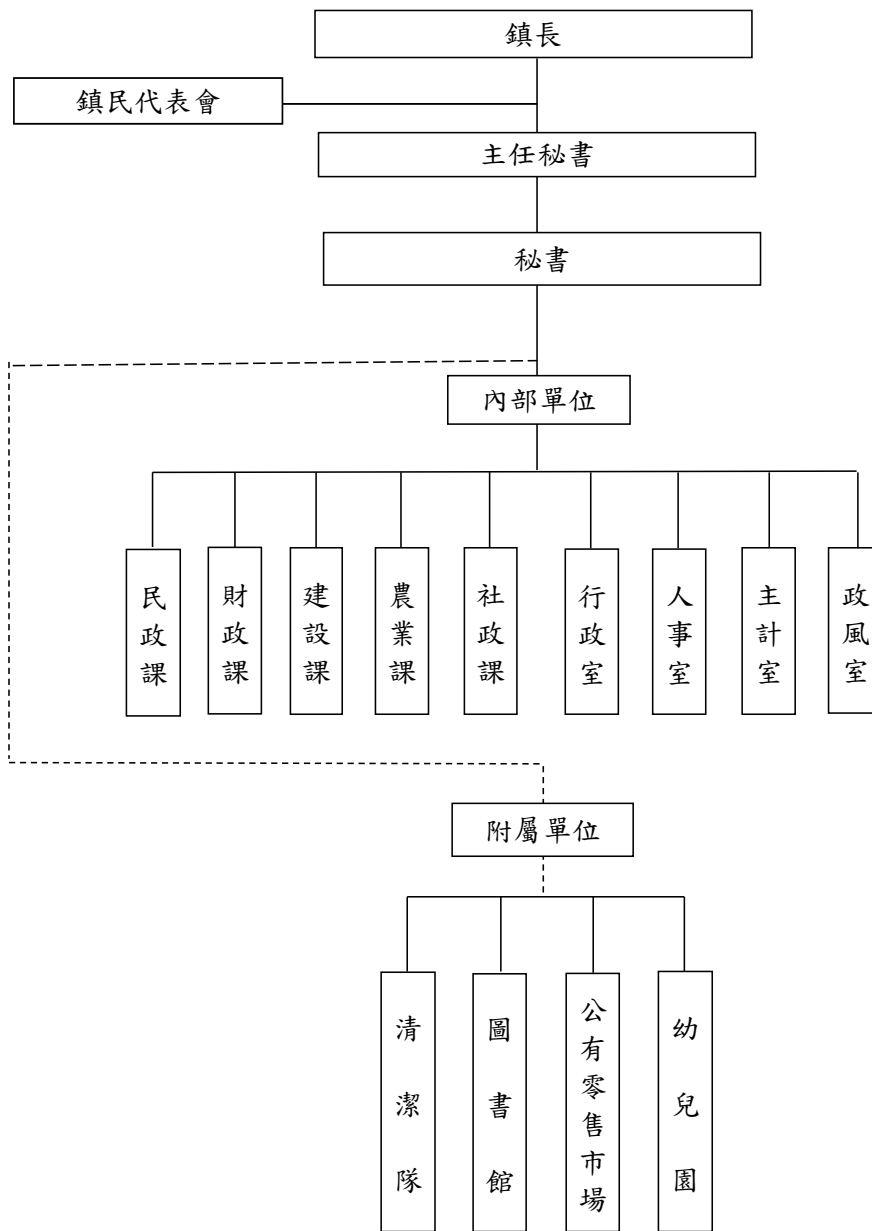 鎮長
鎮民代表會
主任秘書
秘書
內部單位
民政課
財政課
建設課
農業課
社政課
行政室
人事室
主計室
政風室
附屬單位
清潔隊
圖書館
公有零售市場
幼兒園